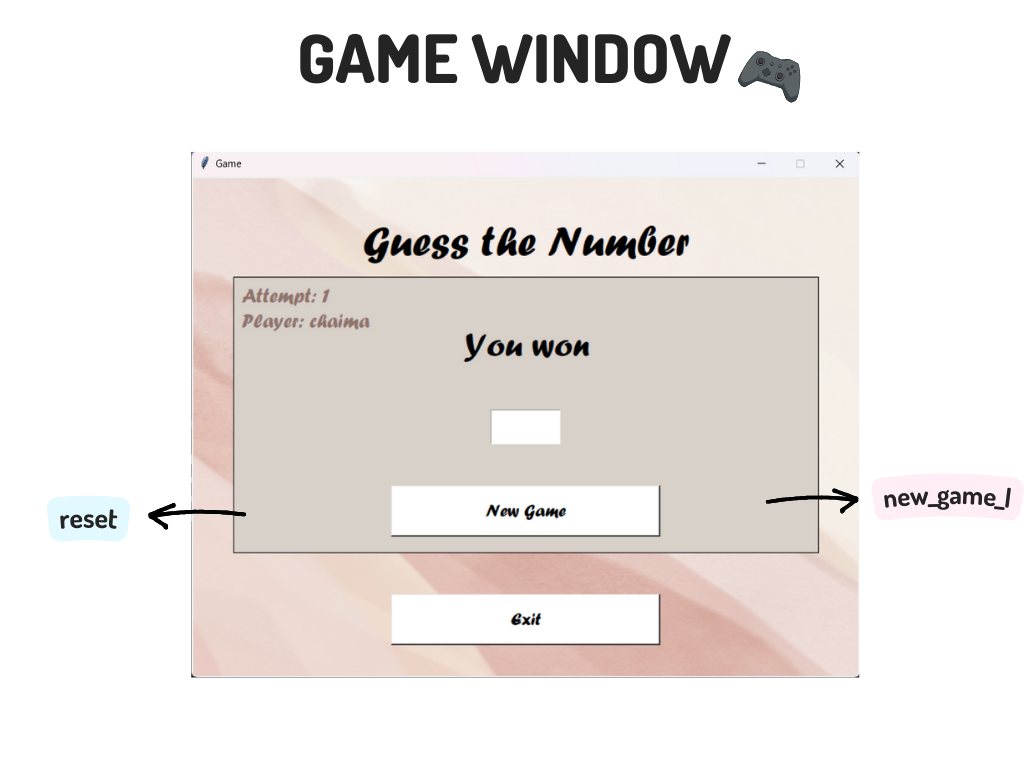 GAME WINDOW
Game
Guess the Number
Attempt: 1
Player: chaima
You won
New Game
reset
new_game_l
Exit